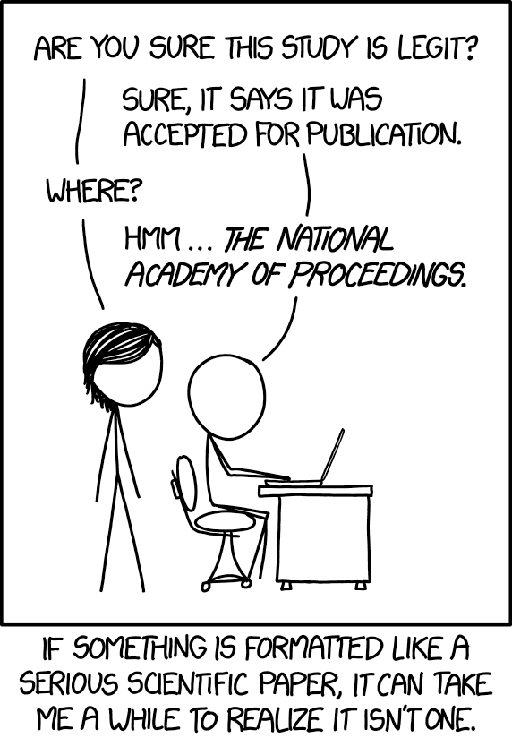 ARE YOU SURE THIS STUDY IS LEGIT?
SURE, IT SAYS IT WAS
ACCEPTED FOR PUBLICATION.
WHERE?
HMM... THE NATIONAL
ACADEMY OF PROCEEDINGS.
IF SOMETHING IS FORMATTED LIKE A
SERIOUS SCIENTIFIC PAPER, IT CAN TAKE
ME A WHILE TO REALIZE IT ISN'T ONE.